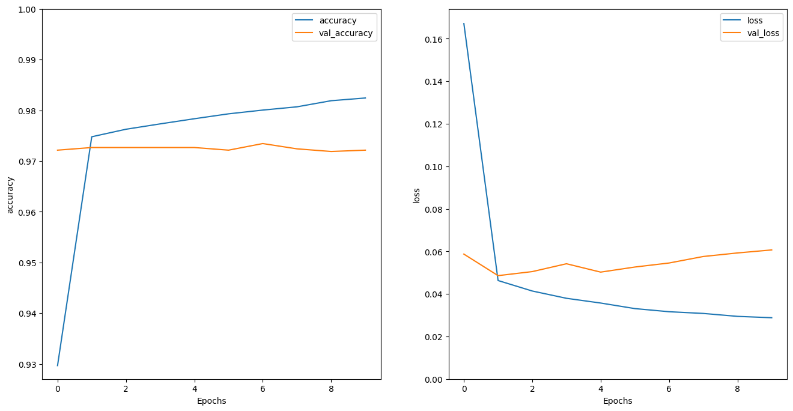 1.00
0.99
0.98
0.97
0.96
0.95
0.94
0.93
accuracy
0 2 4 6 8
Epochs
accuracy
val_accuracy
0.16
0.14
0.12
0.10
0.08
0.06
0.04
0.02
0.00
loss
0 2 4 6 8
Epochs
loss
val_loss